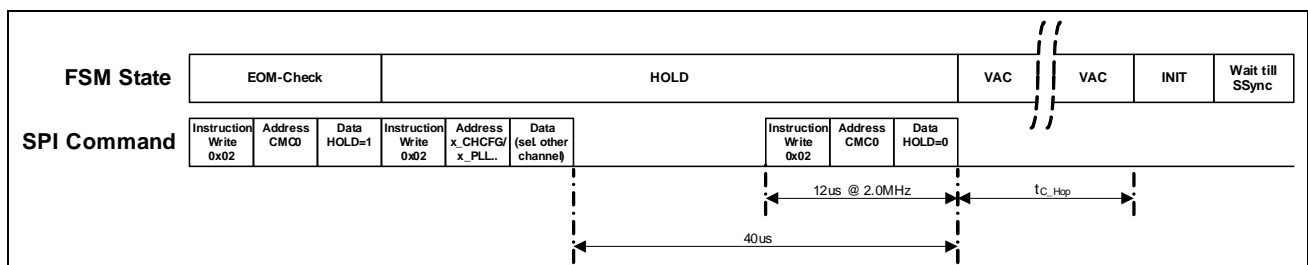 FSM State
EOM-Check
HOLD
VAC
VAC
INIT
Wait till
SSync
SPI Command
Instruction
Write
0x02
Address
CMC0
Data
HOLD=1
Instruction
Write
0x02
Address
x_CHCFG/
x_PLL..
Data
(sel. other
channel)
Instruction
Write
0x02
Address
CMC0
Data
HOLD=0
12us @ 2.0MHz
tC_Hop
40us